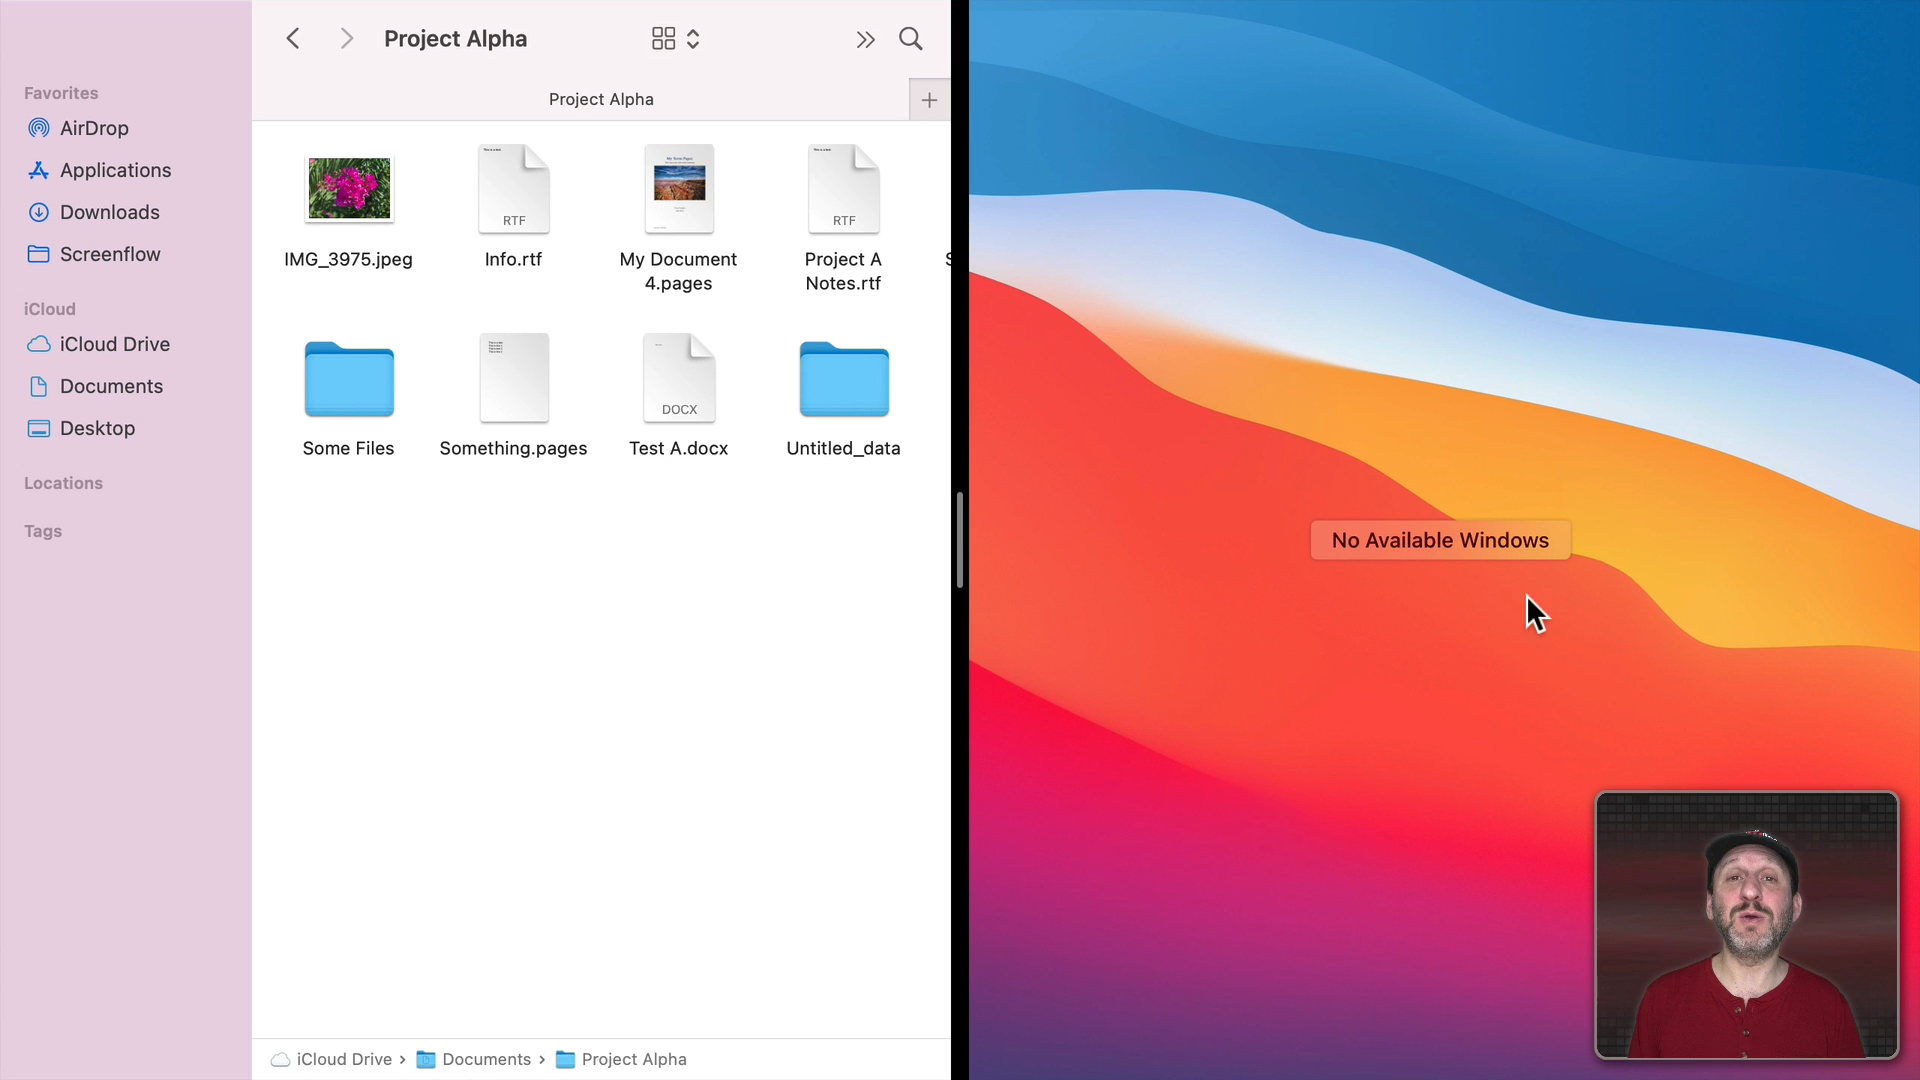 Project Alpha
Project Alpha
Favorites
AirDrop
Applications
Downloads
Screenflow
iCloud
iCloud Drive
Documents
Desktop
Locations
Tags
RTF
RTF
IMG_3975.jpeg
Info.rtf
My Document
4.pages
Project A
Notes.rtf
DOCX
Some Files
Something.pages
Test A.docx
Untitled_data
iCloud Drive › Documents › Project Alpha
No Available Windows